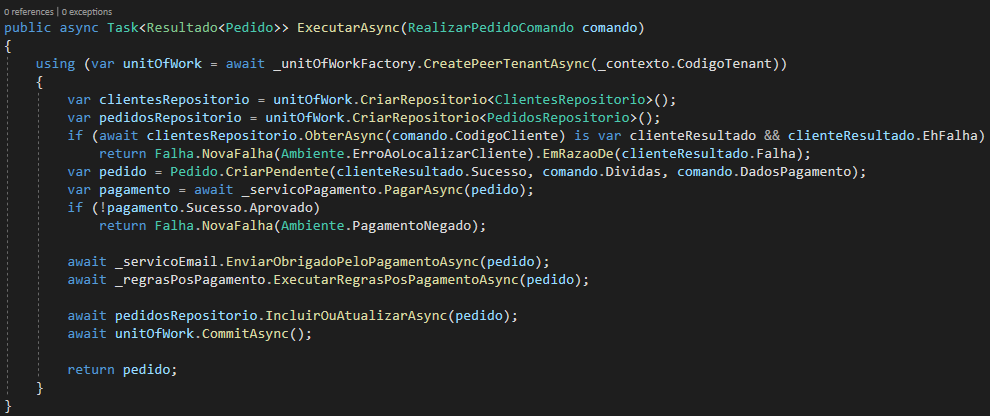 0 references | 0 exceptions
public async Task<Resultado<Pedido>> ExecutarAsync(RealizarPedidoComando comando)
{
    using (var unitOfWork = await _unitOfWorkFactory.CreatePeerTenantAsync(_contexto.CodigoTenant))
    {
        var clientesRepositorio = unitOfWork.CriarRepositorio<ClientesRepositorio>();
        var pedidosRepositorio = unitOfWork.CriarRepositorio<PedidosRepositorio>();
        if (await clientesRepositorio.ObterAsync(comando.CodigoCliente) is var clienteResultado && clienteResultado.EhFalha)
            return Falha.NovaFalha(Ambiente.ErroAoLocalizarCliente).EmRazaoDe(clienteResultado.Falha);
        var pedido = Pedido.CriarPendente(clienteResultado.Sucesso, comando.Dividas, comando.DadosPagamento);
        var pagamento = await _servicoPagamento.PagarAsync(pedido);
        if (!pagamento.Sucesso.Aprovado)
            return Falha.NovaFalha(Ambiente.PagamentoNegado);

        await _servicoEmail.EnviarObrigadoPeloPagamentoAsync(pedido);
        await _regrasPosPagamento.ExecutarRegrasPosPagamentoAsync(pedido);

        await pedidosRepositorio.IncluirOuAtualizarAsync(pedido);
        await unitOfWork.CommitAsync();

        return pedido;
    }
}